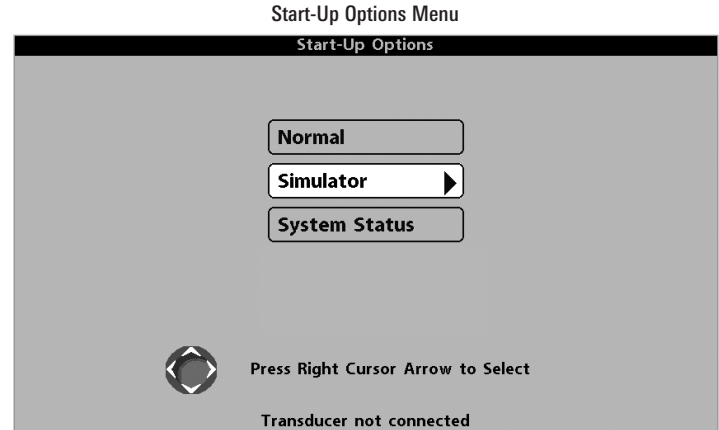 Start-Up Options Menu
Start-Up Options
Normal
Simulator
System Status
Press Right Cursor Arrow to Select
Transducer not connected